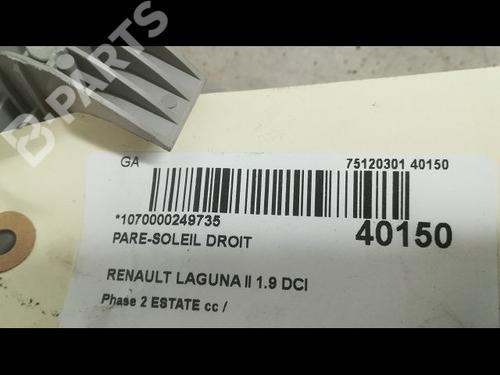 B-PARTS
GA 75120301 40150
*1070000249735
PARE-SOLEIL DROIT 40150
RENAULT LAGUNA II 1.9 DCI
Phase 2 ESTATE cc /